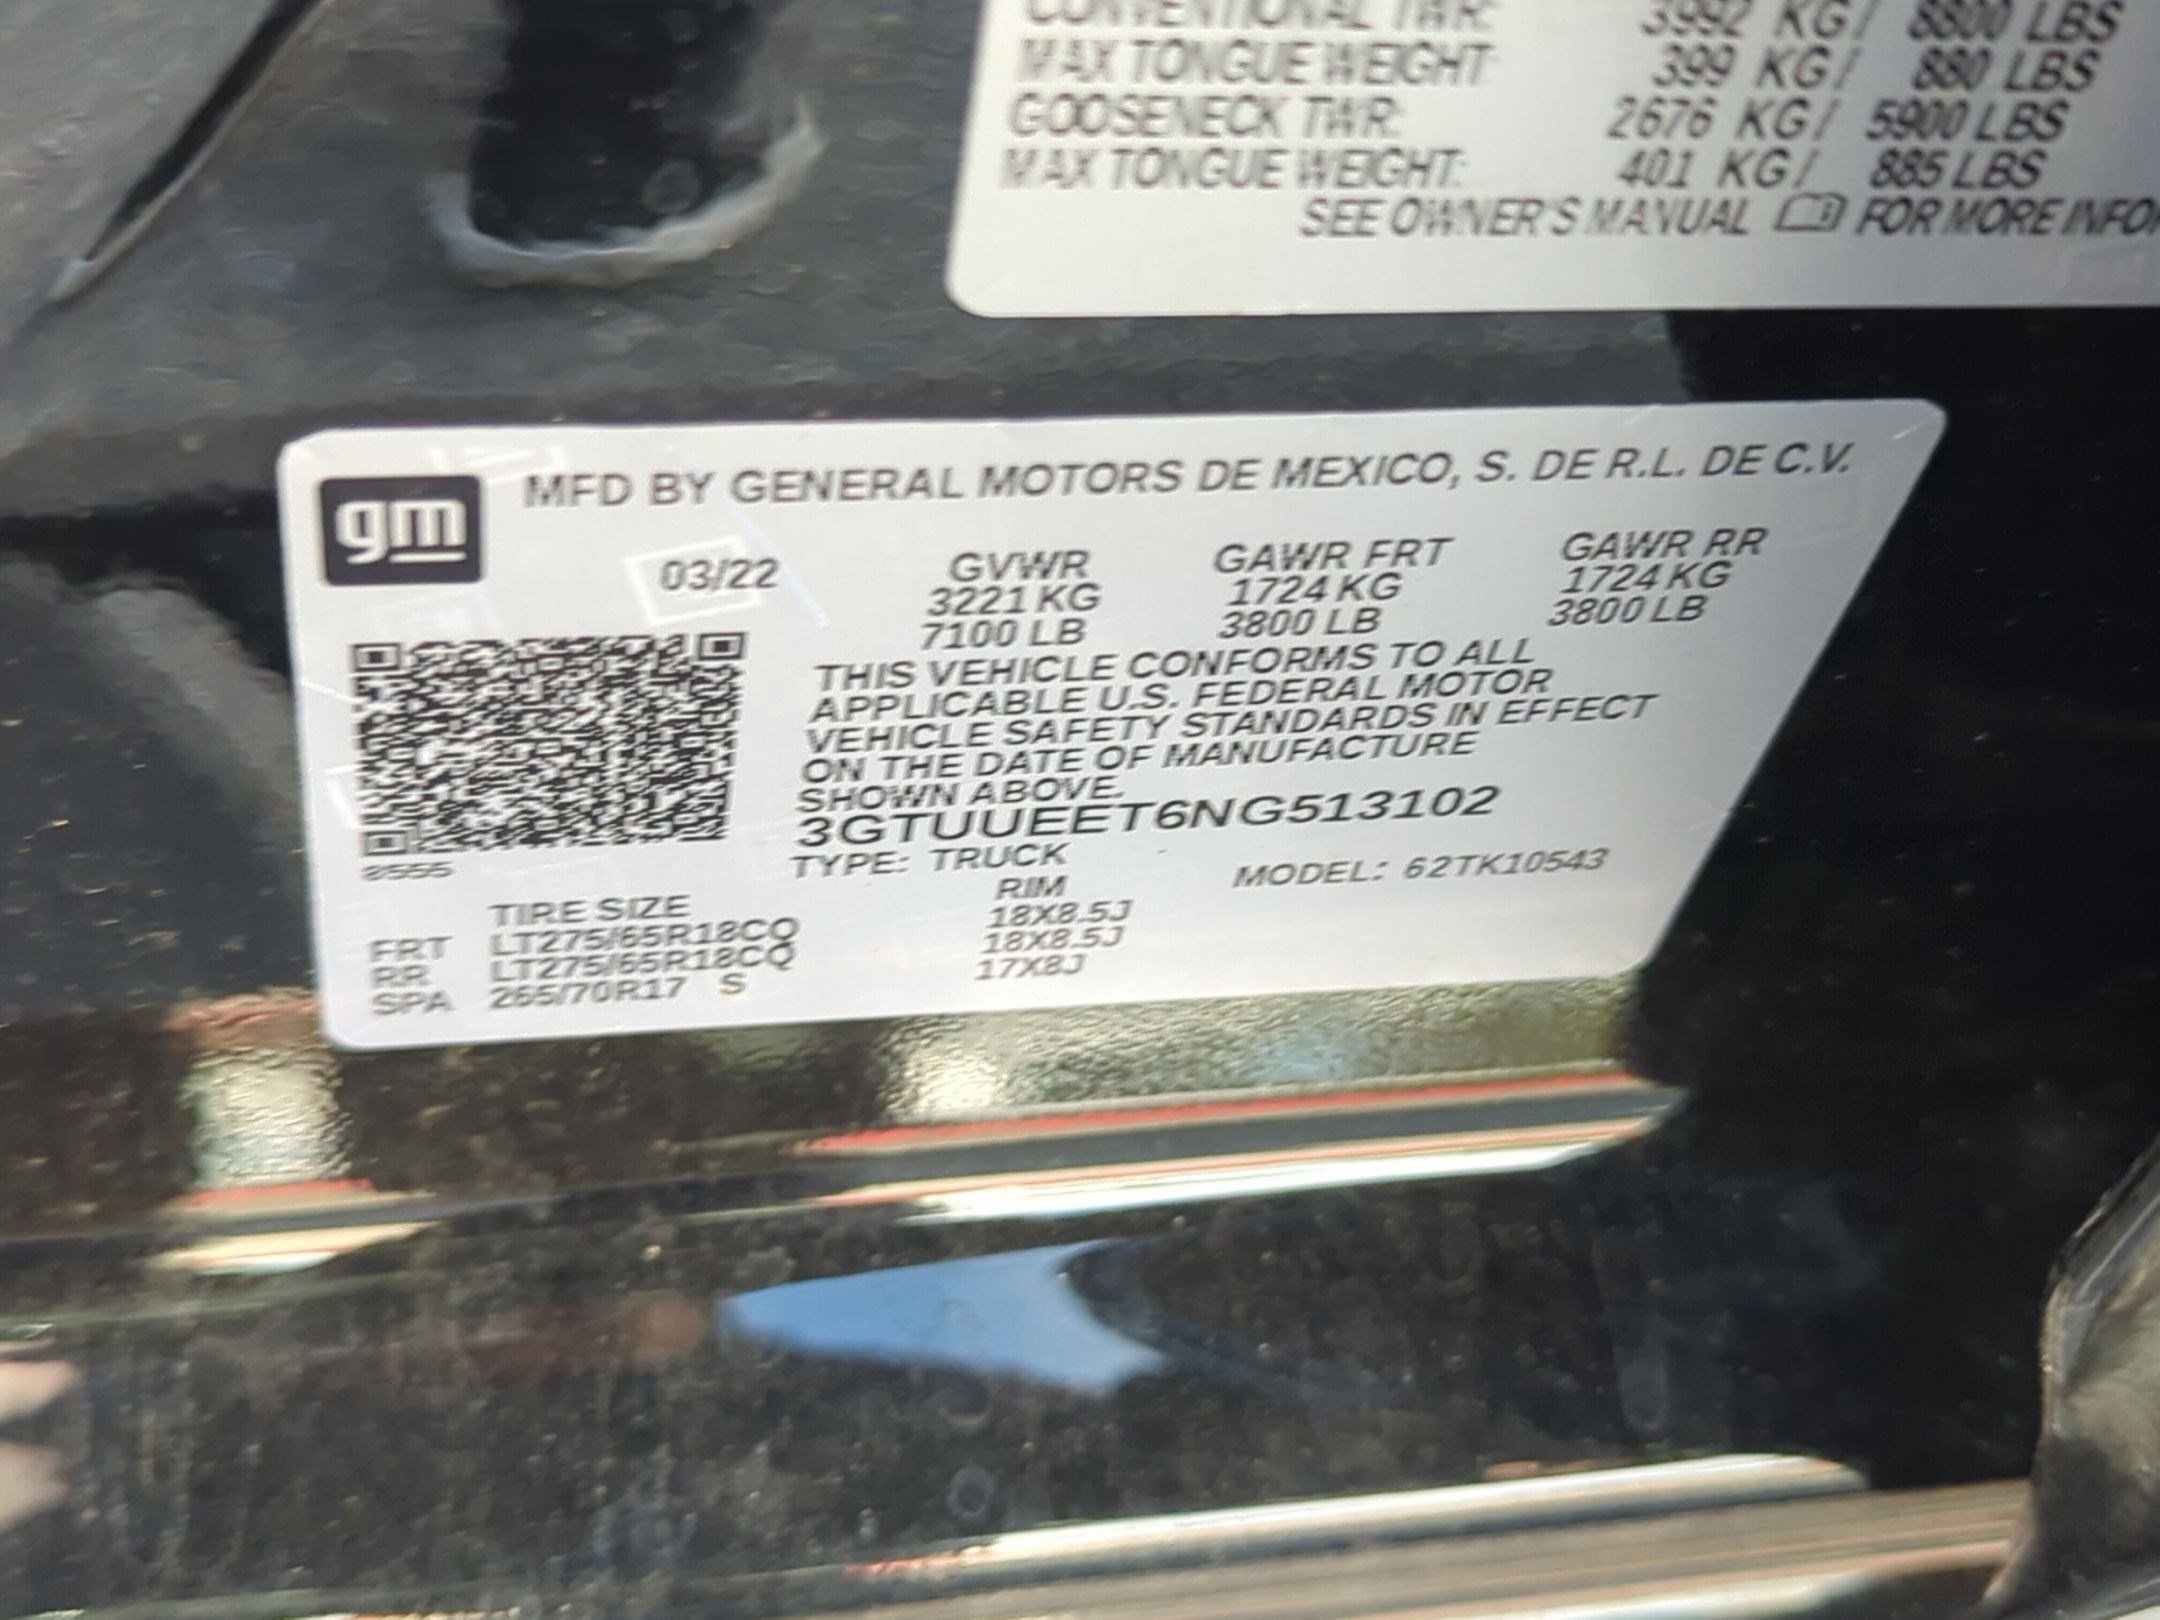 CONVENTIONAL TWR: 3992 KG/ 8800 LBS
MAX TONGUE WEIGHT: 399 KG/ 880 LBS
GOOSENECK TWR: 2676 KG/ 5900 LBS
MAX TONGUE WEIGHT: 401 KG/ 885 LBS
SEE OWNER'S MANUAL FOR MORE INFO
gm
MFD BY GENERAL MOTORS DE MEXICO, S. DE R.L. DE C.V.
03/22 GVWR GAWR FRT GAWR RR
3221 KG 1724 KG 1724 KG
7100 LB 3800 LB 3800 LB
THIS VEHICLE CONFORMS TO ALL
APPLICABLE U.S. FEDERAL MOTOR
VEHICLE SAFETY STANDARDS IN EFFECT
ON THE DATE OF MANUFACTURE
SHOWN ABOVE.
3GTUUEET6NG513102
8555
TYPE: TRUCK MODEL: 62TK10543
TIRE SIZE RIM
FRT LT275/65R18CQ 18X8.5J
RR LT275/65R18CQ 18X8.5J
SPA 265/70R17 S 17X8J